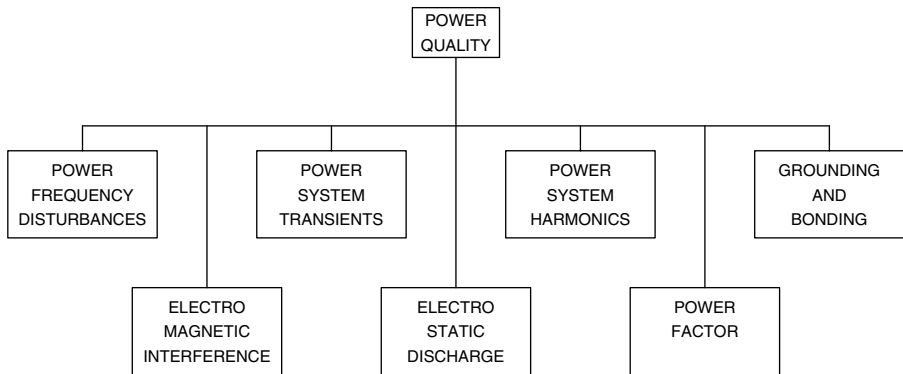 POWER
QUALITY
POWER
FREQUENCY
DISTURBANCES
POWER
SYSTEM
TRANSIENTS
POWER
SYSTEM
HARMONICS
GROUNDING
AND
BONDING
ELECTRO
MAGNETIC
INTERFERENCE
ELECTRO
STATIC
DISCHARGE
POWER
FACTOR